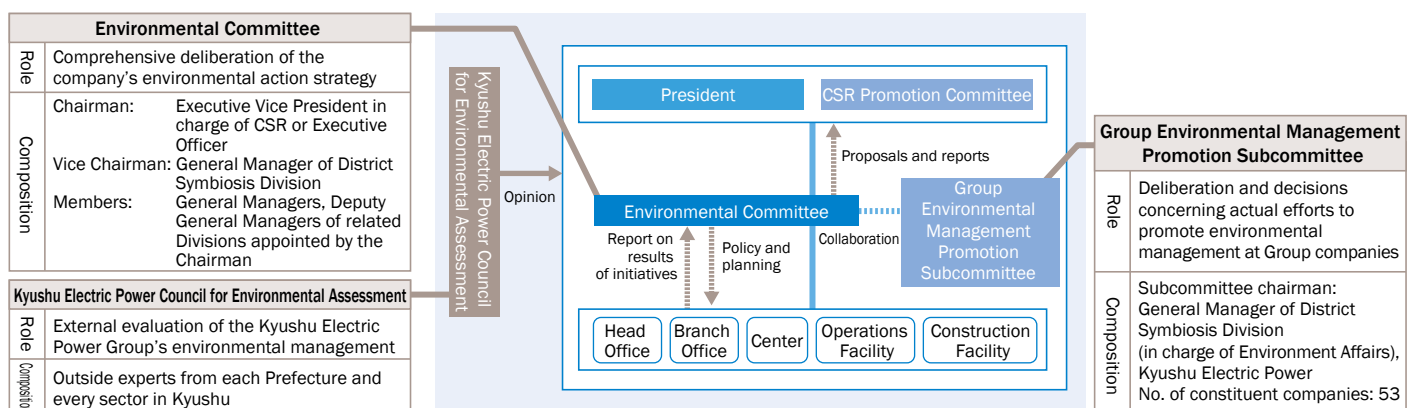 Environmental Committee
Role
Comprehensive deliberation of the
company's environmental action strategy
Composition
Chairman: Executive Vice President in
charge of CSR or Executive
Officer
Vice Chairman: General Manager of District
Symbiosis Division
Members: General Managers, Deputy
General Managers of related
Divisions appointed by the
Chairman
Kyushu Electric Power Council for Environmental Assessment
Role
External evaluation of the Kyushu Electric
Power Group's environmental management
Composition
Outside experts from each Prefecture and
every sector in Kyushu
Kyushu Electric Power Council
for Environmental Assessment
Opinion
President
CSR Promotion Committee
Proposals and reports
Environmental Committee
Collaboration
Group
Environmental
Management
Promotion
Subcommittee
Report on
results
of initiatives
Policy and
planning
Head
Office
Branch
Office
Center
Operations
Facility
Construction
Facility
Group Environmental Management
Promotion Subcommittee
Role
Deliberation and decisions
concerning actual efforts to
promote environmental
management at Group companies
Composition
Subcommittee chairman:
General Manager of District
Symbiosis Division
(in charge of Environment Affairs),
Kyushu Electric Power
No. of constituent companies: 53